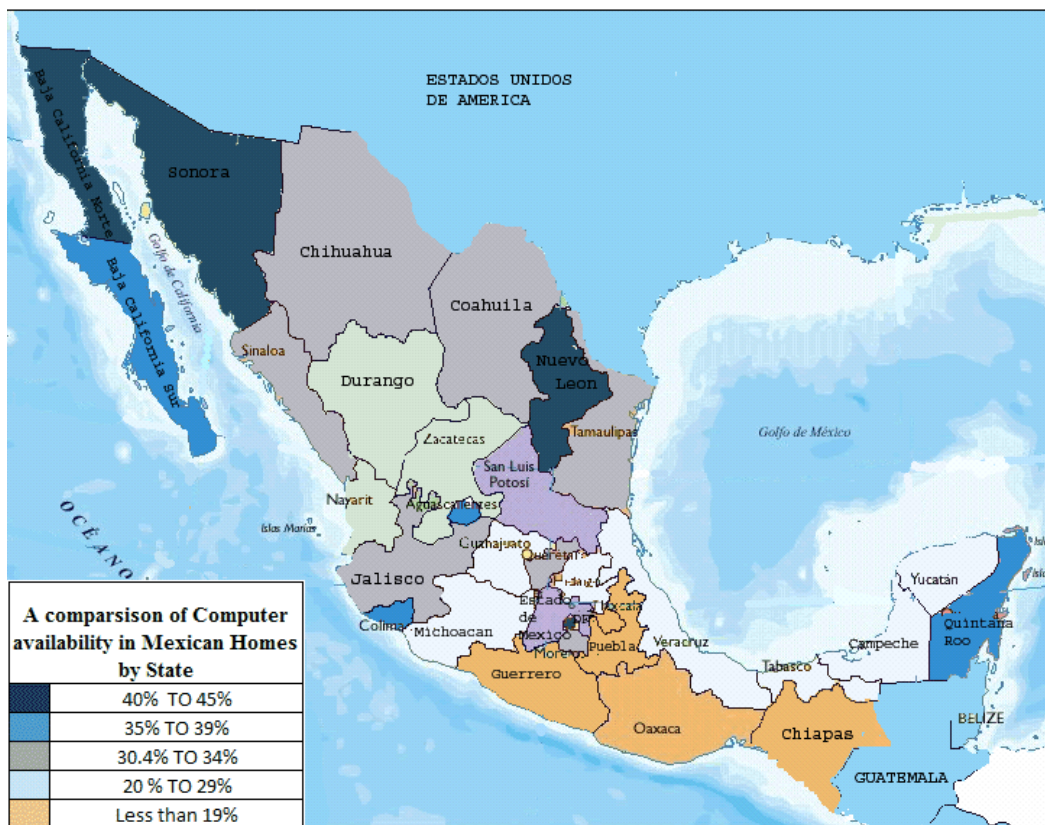 ESTADOS UNIDOS
DE AMERICA
Baja California Norte
Sonora
Chihuahua
Golfo de California
Coahuila
Baja California Sur
Sinaloa
Nuevo
Leon
Durango
Tamaulipas
Golfo de México
Zacatecas
San Luis
Potosí
Nayarit
Aguascalientes
Islas Marías
OCÉANO
Guanajuato
Queretaro
Jalisco
Yucatán
Estado
de
Mexico
DF
Tlaxcala
Colima
Michoacan
Quintana
Roo
Campeche
Veracruz
Puebla
Tabasco
Guerrero
Oaxaca
Chiapas
BELIZE
GUATEMALA
A comparsison of Computer
availability in Mexican Homes
by State
40% TO 45%
35% TO 39%
30.4% TO 34%
20 % TO 29%
Less than 19%